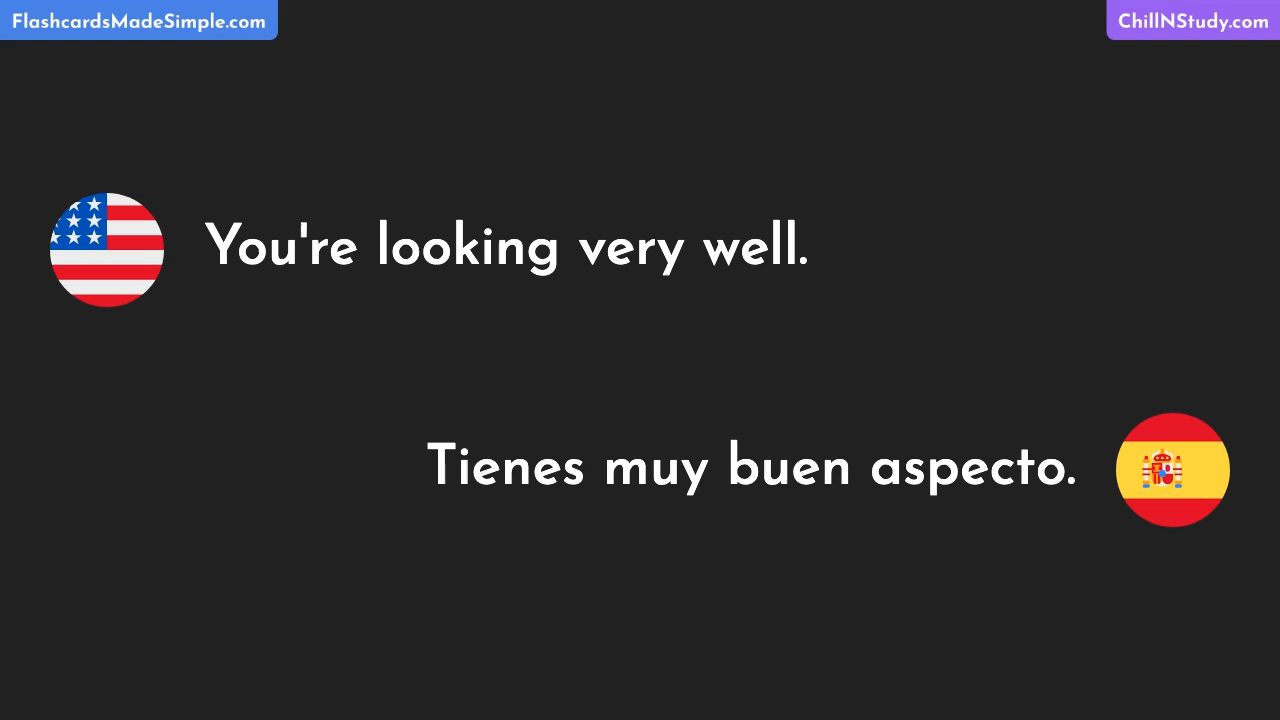 FlashcardsMadeSimple.com
ChillNStudy.com
You're looking very well.
Tienes muy buen aspecto.